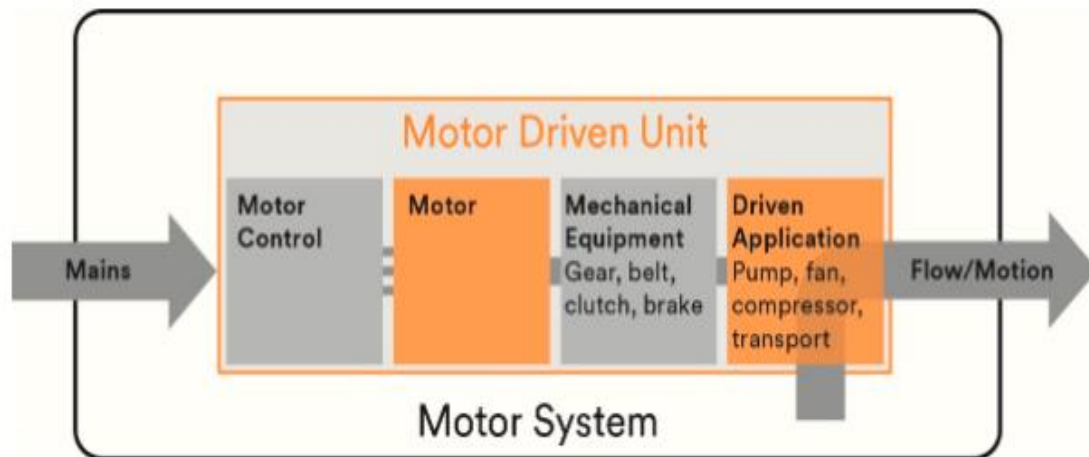 Motor Driven Unit
Motor
Control
Motor
Mechanical
Equipment
Gear, belt,
clutch, brake
Driven
Application
Pump, fan,
compressor,
transport
Mains
Flow/Motion
Motor System